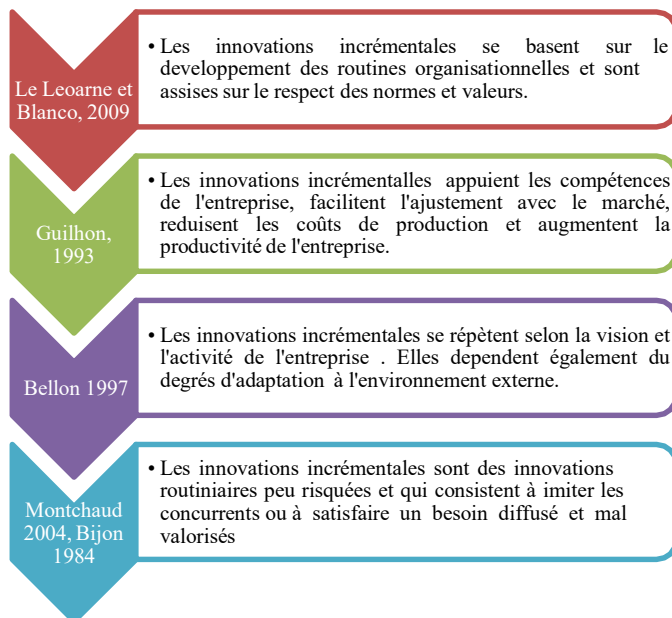 Le Leoarne et
Blanco, 2009
• Les innovations incrémentales se basent sur le
developpement des routines organisationnelles et sont
assises sur le respect des normes et valeurs.
Guilhon,
1993
• Les innovations incrémentalles appuient les compétences
de l'entreprise, facilitent l'ajustement avec le marché,
reduisent les coûts de production et augmentent la
productivité de l'entreprise.
Bellon 1997
• Les innovations incrémentales se répètent selon la vision et
l'activité de l'entreprise . Elles dependent également du
degrés d'adaptation à l'environnement externe.
Montchaud
2004, Bijon
1984
• Les innovations incrémentales sont des innovations
routiniaires peu risquées et qui consistent à imiter les
concurrents ou à satisfaire un besoin diffusé et mal
valorisés